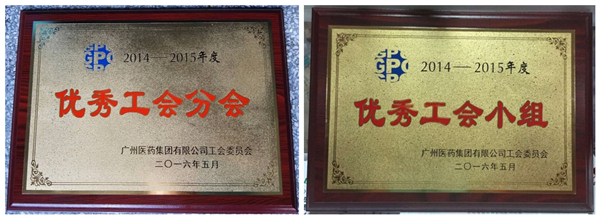 GPC
2014—2015年度
优秀工会分会
广州医药集团有限公司工会委员会
二〇一六年五月
GPC
2014—2015年度
优秀工会小组
广州医药集团有限公司工会委员会
二〇一六年五月